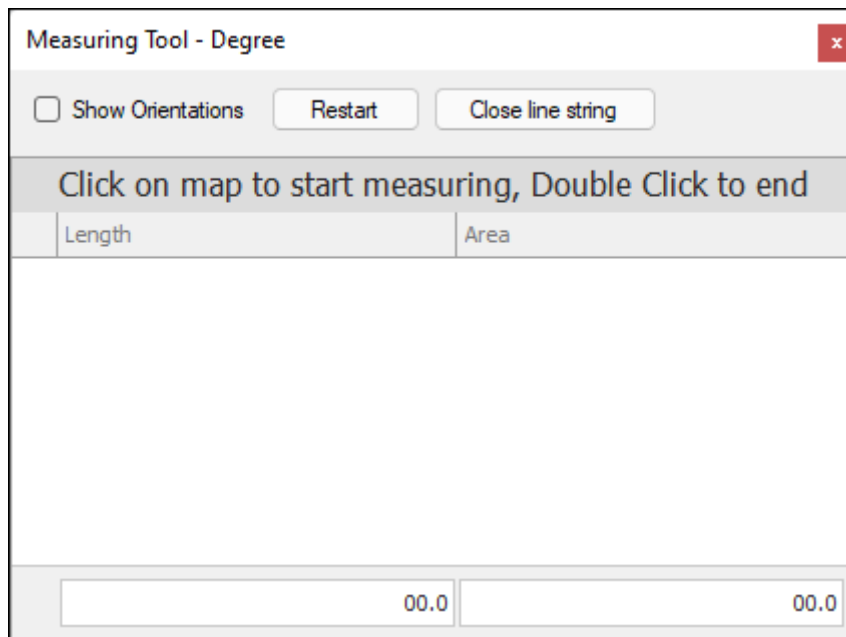 Measuring Tool - Degree
x
Show Orientations Restart Close line string
Click on map to start measuring, Double Click to end
Length Area
00.0 00.0